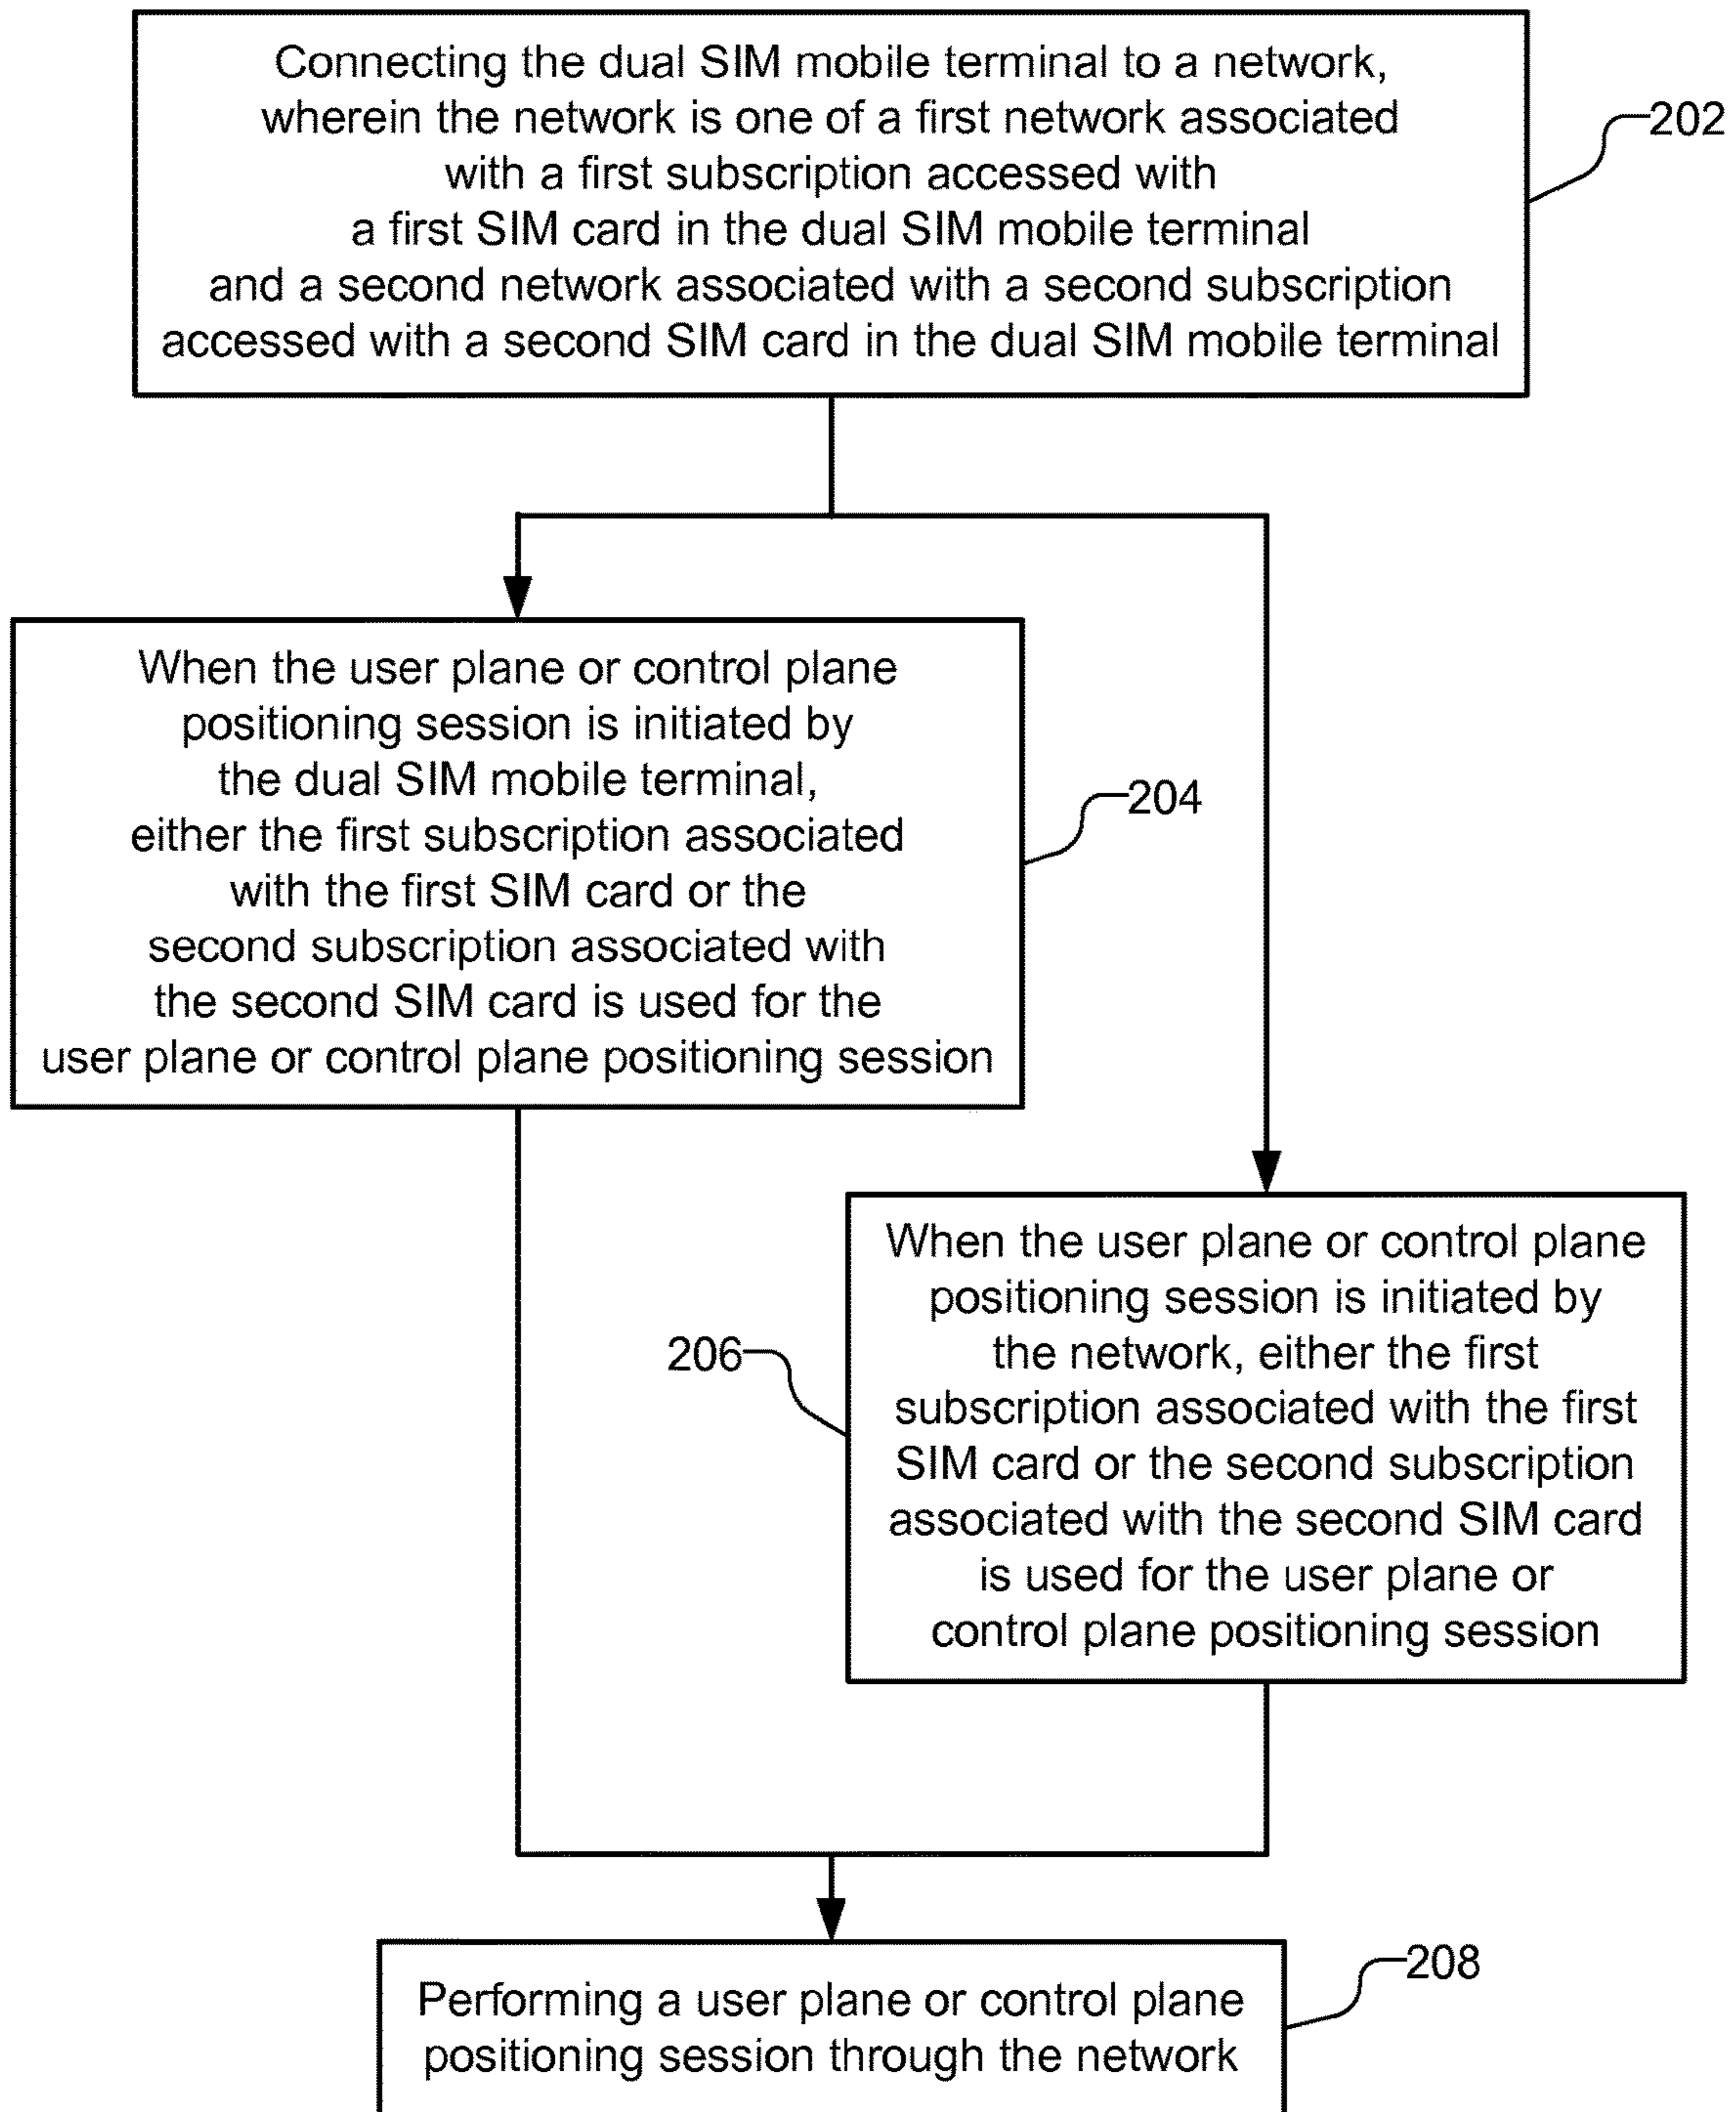 Connecting the dual SIM mobile terminal to a network,
wherein the network is one of a first network associated
with a first subscription accessed with
a first SIM card in the dual SIM mobile terminal
and a second network associated with a second subscription
accessed with a second SIM card in the dual SIM mobile terminal
202
When the user plane or control plane
positioning session is initiated by
the dual SIM mobile terminal,
either the first subscription associated
with the first SIM card or the
second subscription associated with
the second SIM card is used for the
user plane or control plane positioning session
204
When the user plane or control plane
positioning session is initiated by
the network, either the first
subscription associated with the first
SIM card or the second subscription
associated with the second SIM card
is used for the user plane or
control plane positioning session
206
Performing a user plane or control plane
positioning session through the network
208